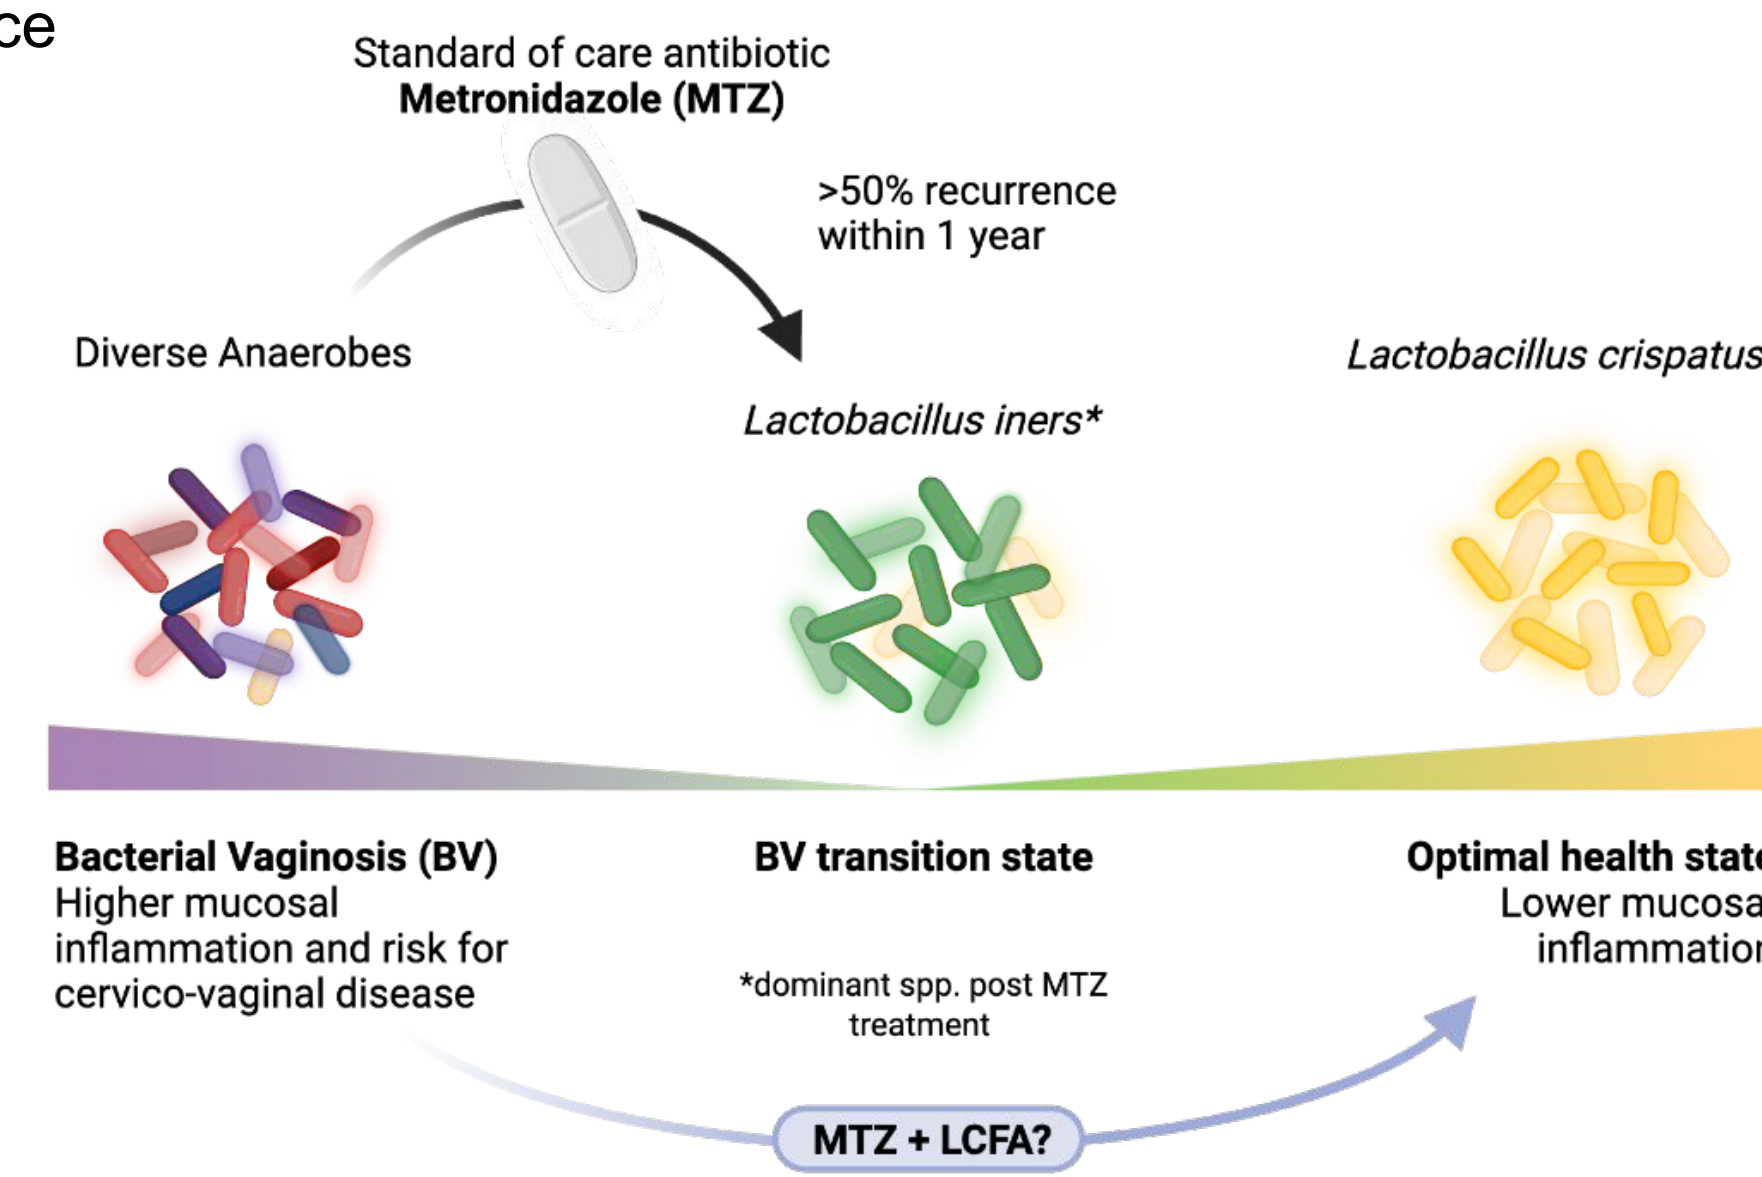 ce
Standard of care antibiotic
Metronidazole (MTZ)
>50% recurrence
within 1 year
Diverse Anaerobes
Lactobacillus iners*
Lactobacillus crispatus
Bacterial Vaginosis (BV)
Higher mucosal
inflammation and risk for
cervico-vaginal disease
BV transition state
*dominant spp. post MTZ
treatment
Optimal health state
Lower mucosa
inflammation
MTZ + LCFA?